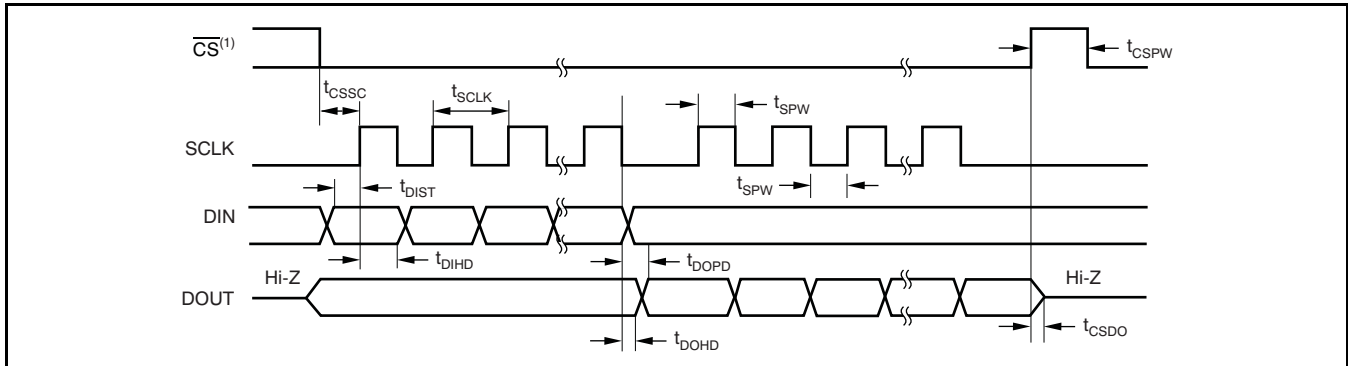 CS(1)
tCSPW
tCSSC
tSCLK
tSPW
SCLK
tDIST
tSPW
DIN
tDIHD
tDOPD
Hi-Z
Hi-Z
DOUT
tDOHD
tCSDO